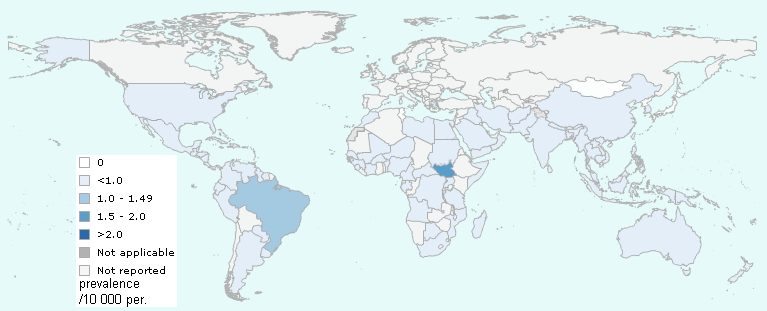 0
<1.0
1.0 - 1.49
1.5 - 2.0
>2.0
Not applicable
Not reported
prevalence
/10 000 per.